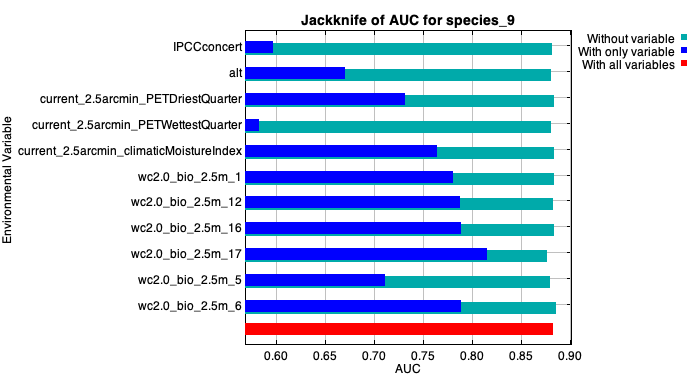 Jackknife of AUC for species_9
Without variable
With only variable
With all variables
Environmental Variable
IPCCconcert
alt
current_2.5arcmin_PETDriestQuarter
current_2.5arcmin_PETWettestQuarter
current_2.5arcmin_climaticMoistureIndex
wc2.0_bio_2.5m_1
wc2.0_bio_2.5m_12
wc2.0_bio_2.5m_16
wc2.0_bio_2.5m_17
wc2.0_bio_2.5m_5
wc2.0_bio_2.5m_6
0.60 0.65 0.70 0.75 0.80 0.85 0.90
AUC